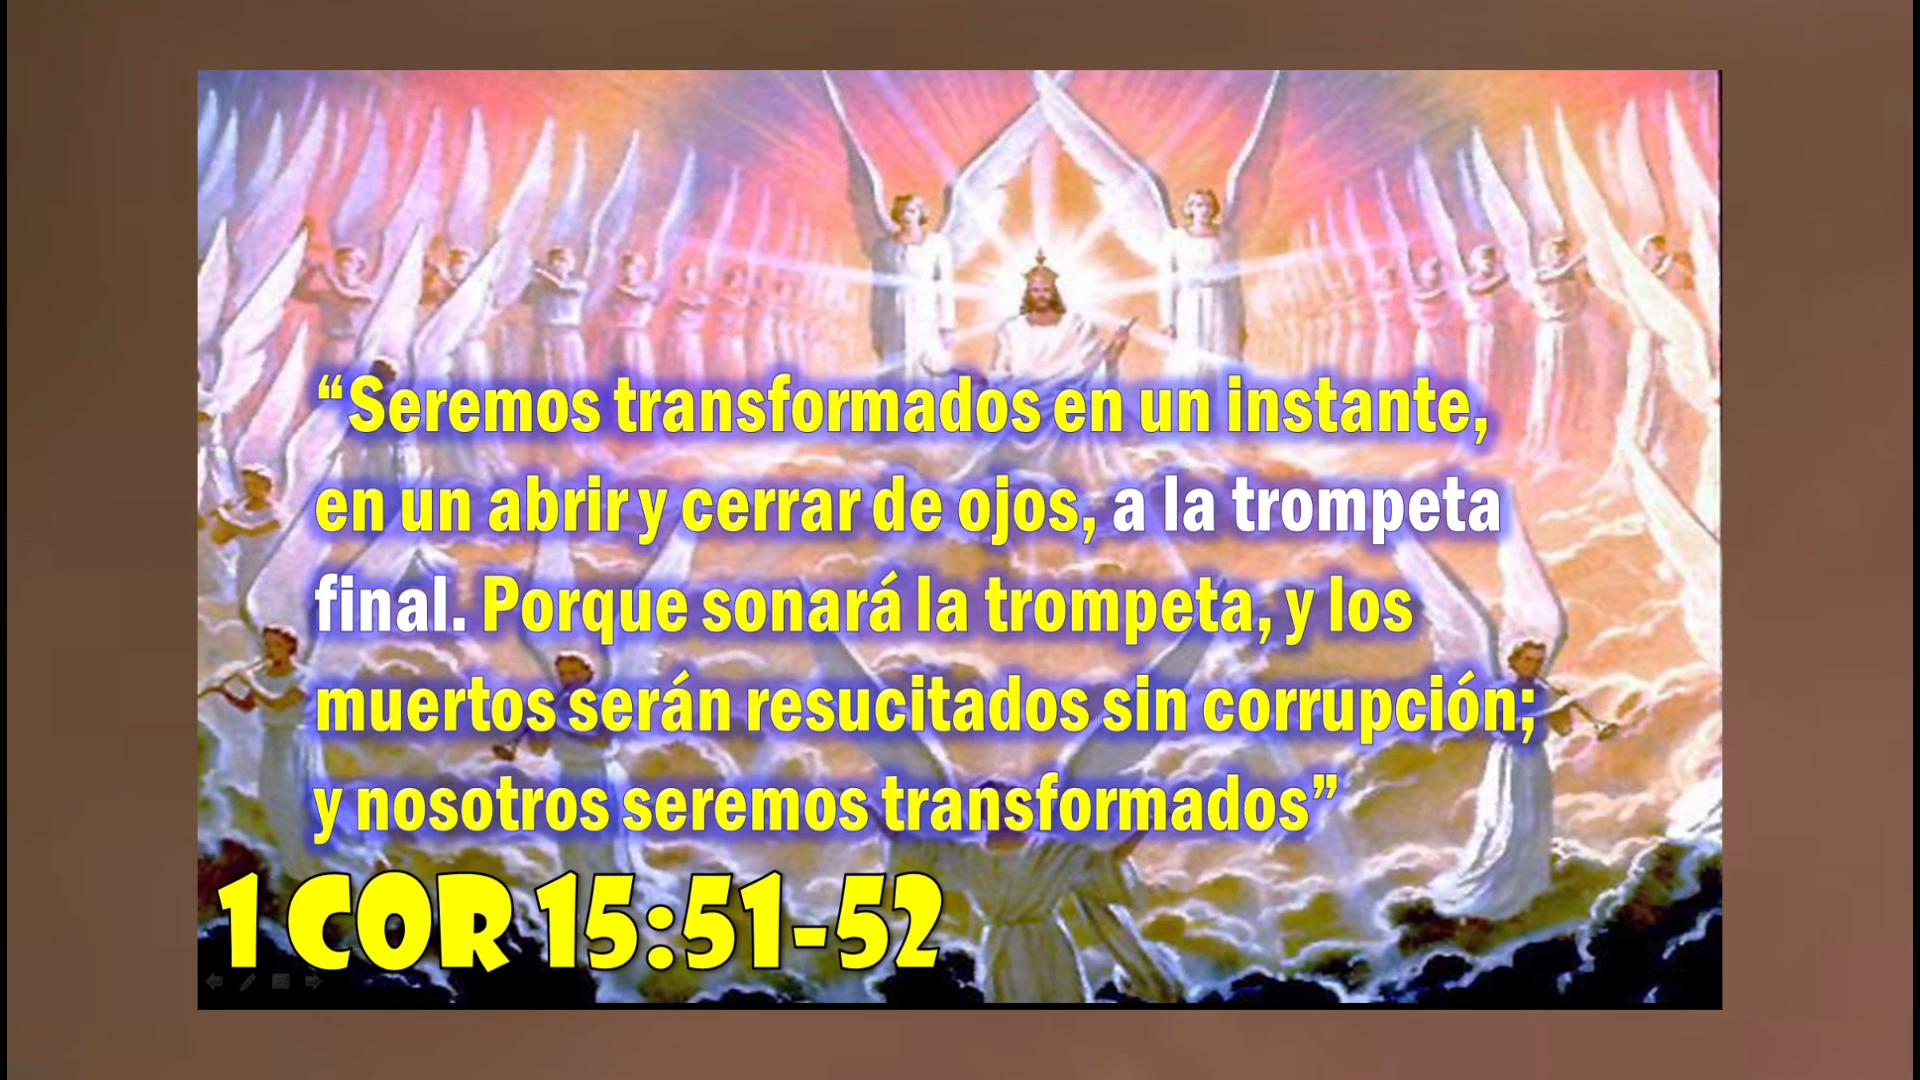 “Seremos transformados en un instante,
en un abrir y cerrar de ojos, a la trompeta
final. Porque sonará la trompeta, y los
muertos serán resucitados sin corrupción;
y nosotros seremos transformados”
1 COR 15:51-52